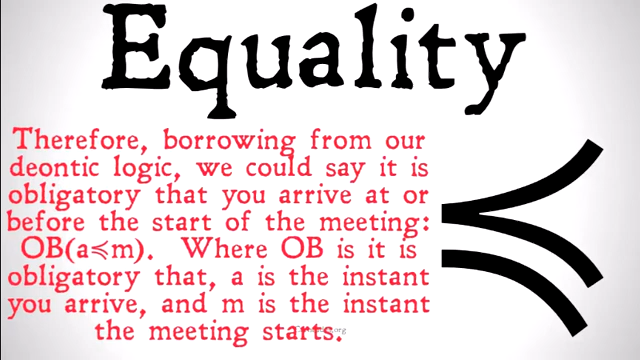 Equality
Therefore, borrowing from our
deontic logic, we could say it is
obligatory that you arrive at or
before the start of the meeting:
OB(a≼m). Where OB is it is
obligatory that, a is the instant
you arrive, and m is the instant
the meeting starts.
≼